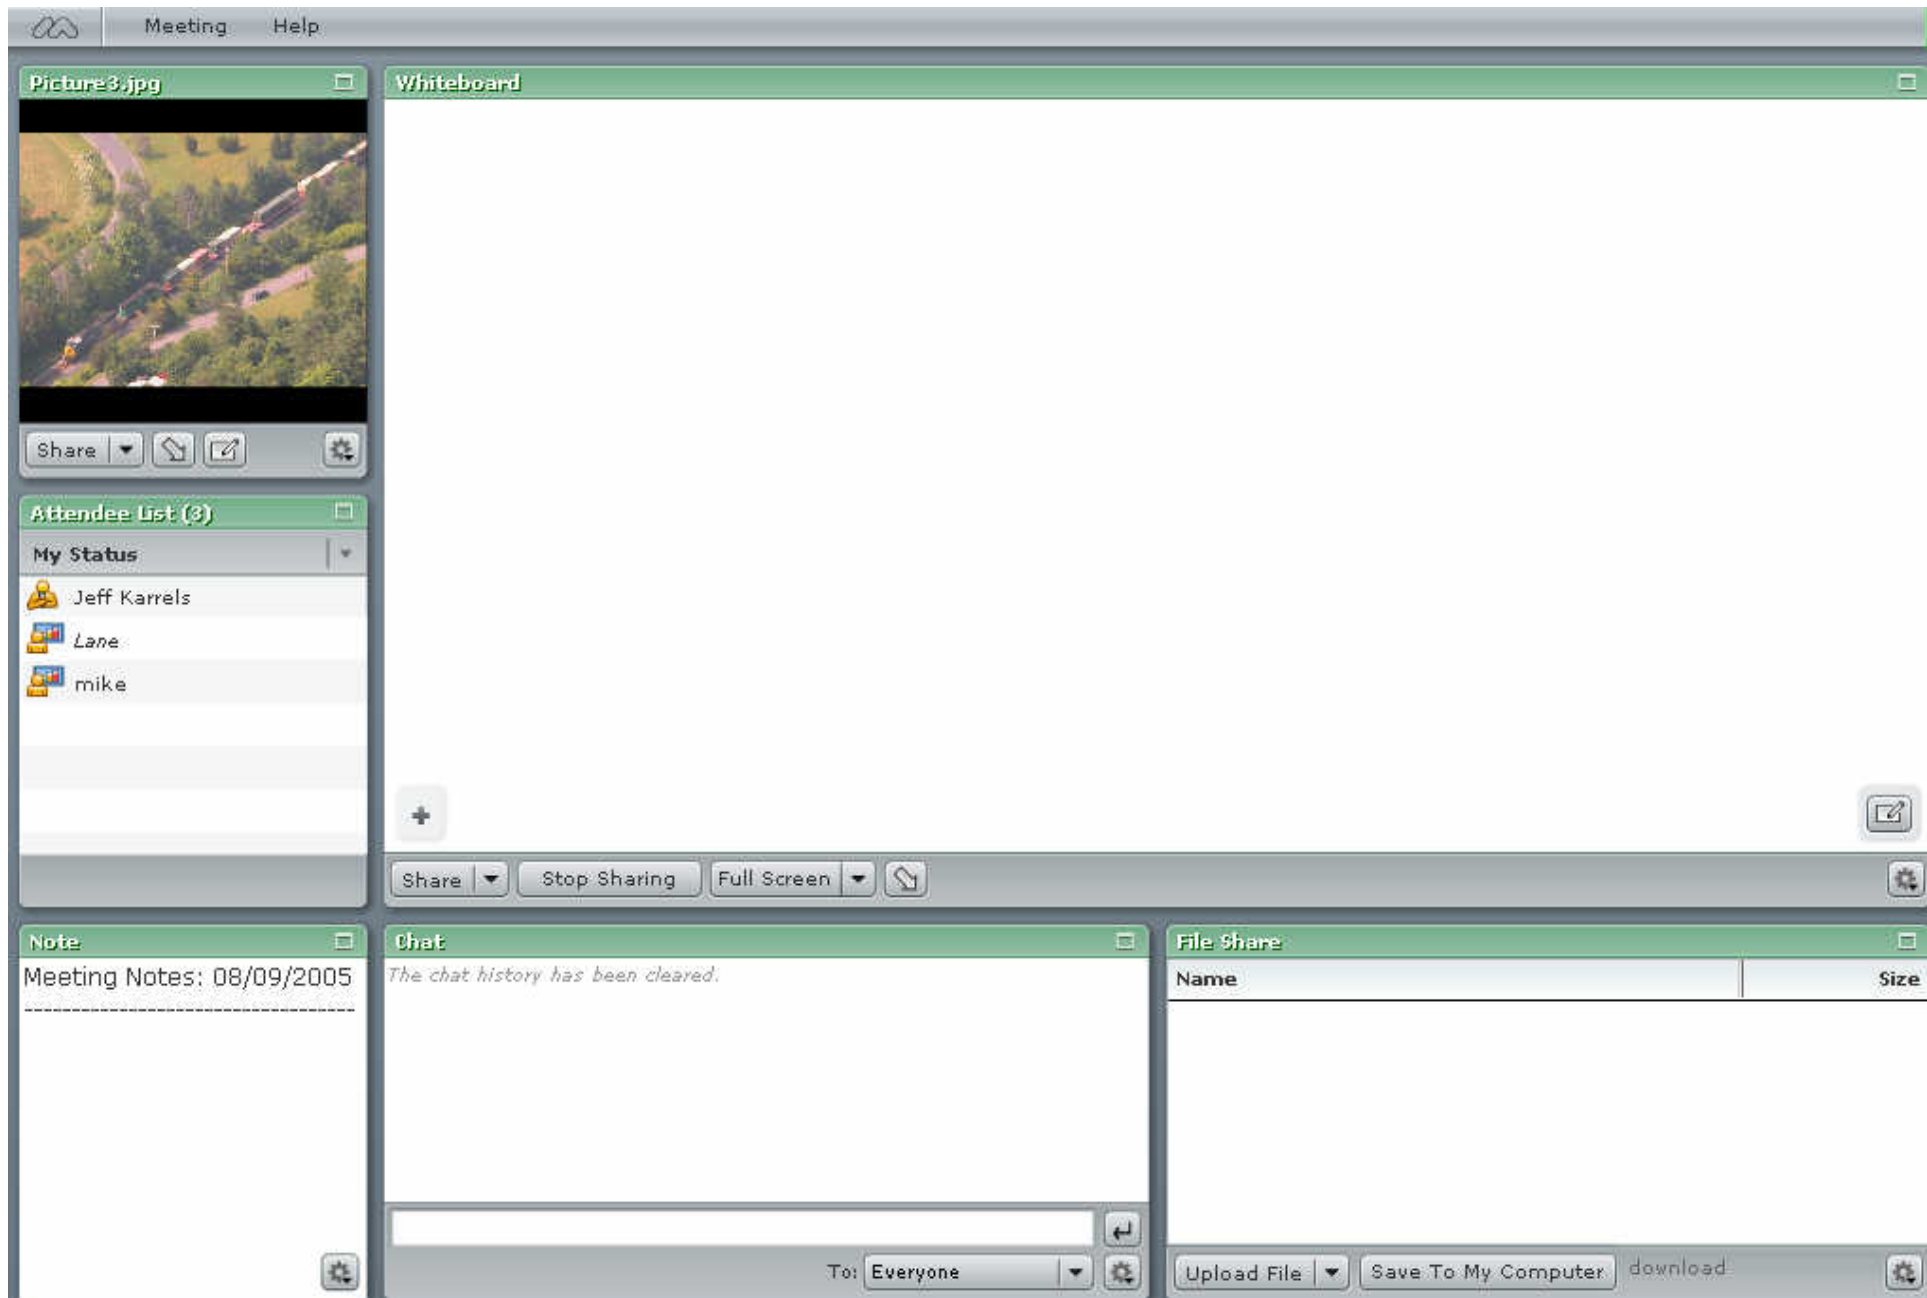 Meeting Help
Picture3.jpg
Share
Attendee List (3)
My Status
Jeff Karrels
Lane
mike
Whiteboard
Share Stop Sharing Full Screen
Note
Meeting Notes: 08/09/2005
-----------------------------------
Chat
The chat history has been cleared.
To: Everyone
File Share
Name Size
Upload File Save To My Computer download